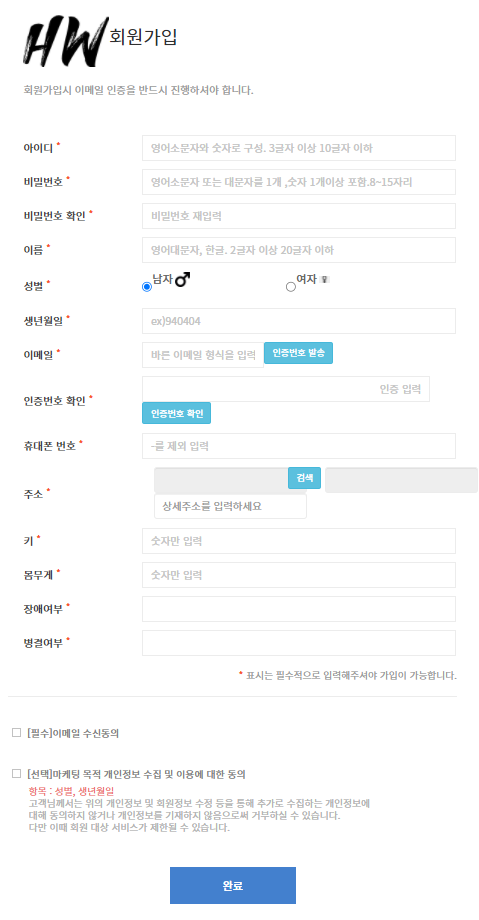 HW 회원가입
회원가입시 이메일 인증을 반드시 진행하셔야 합니다.
아이디 * 영어소문자와 숫자로 구성. 3글자 이상 10글자 이하
비밀번호 * 영어소문자 또는 대문자를 1개 ,숫자 1개이상 포함.8~15자리
비밀번호 확인 * 비밀번호 재입력
이름 * 영어대문자, 한글. 2글자 이상 20글자 이하
성별 * 남자 여자
생년월일 * ex)940404
이메일 * 바른 이메일 형식을 입력 인증번호 발송
인증번호 확인 * 인증 입력
인증번호 확인
휴대폰 번호 * -를 제외 입력
주소 * 검색
상세주소를 입력하세요
키 * 숫자만 입력
몸무게 * 숫자만 입력
장애여부 *
병결여부 *
* 표시는 필수적으로 입력해주셔야 가입이 가능합니다.
[필수]이메일 수신동의
[선택]마케팅 목적 개인정보 수집 및 이용에 대한 동의
항목 : 성별, 생년월일
고객님께서는 위의 개인정보 및 회원정보 수정 등을 통해 추가로 수집하는 개인정보에
대해 동의하지 않거나 개인정보를 기재하지 않음으로써 거부하실 수 있습니다.
다만 이때 회원 대상 서비스가 제한될 수 있습니다.
완료